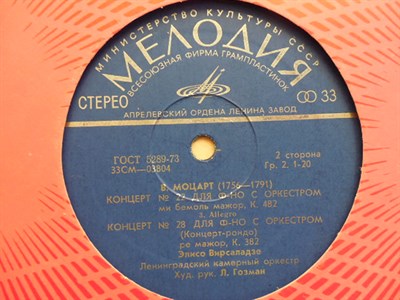 МИНИСТЕРСТВО КУЛЬТУРЫ СССР
МЕЛОДИЯ
ВСЕСОЮЗНАЯ ФИРМА ГРАМПЛАСТИНОК
СТЕРЕО
33
АПРЕЛЕВСКИЙ ОРДЕНА ЛЕНИНА ЗАВОД
ГОСТ 5289-73
33СМ—03804
2 сторона
Гр. 2. 1-20
В. МОЦАРТ (1756—1791)
КОНЦЕРТ № 22 ДЛЯ Ф-НО С ОРКЕСТРОМ
ми бемоль мажор, К. 482
3. Allegro
КОНЦЕРТ № 28 ДЛЯ Ф-НО С ОРКЕСТРОМ
(Концерт-рондо)
ре мажор, К. 382
Элисо Вирсаладзе
Ленинградский камерный оркестр
Худ. рук. Л. Гозман